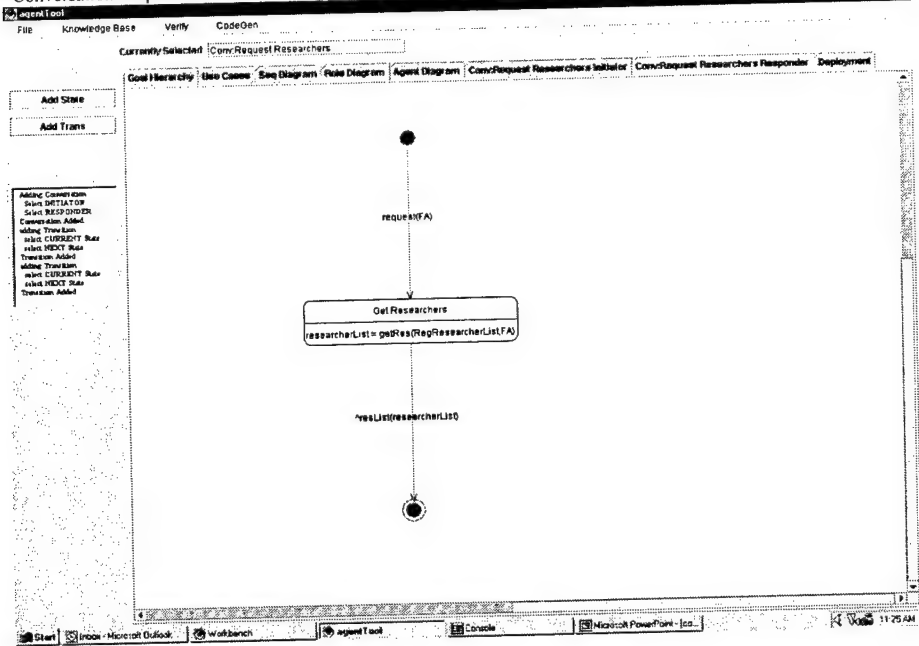 agentTool
File Knowledge Base Verify CodeGen
Currently Selected Conv:Request Researchers
Goal Hierarchy Use Cases Seq Diagram Role Diagram Agent Diagram Conv:Request Researchers Initiator Conv:Request Researchers Responder Deployment
Add State
Add Trans
Adding Conversation
Select INITIATOR
Select RESPONDER
Conversation Added
adding Transition
select CURRENT State
select NEXT State
Transition Added
adding Transition
select CURRENT State
select NEXT State
Transition Added
request(FA)
Get Researchers
researcherList = getRes(RegResearcherList,FA)
^resList(researcherList)
Start Inbox - Microsoft Outlook Workbench agentTool Console Microsoft PowerPoint - [co... 11:25 AM